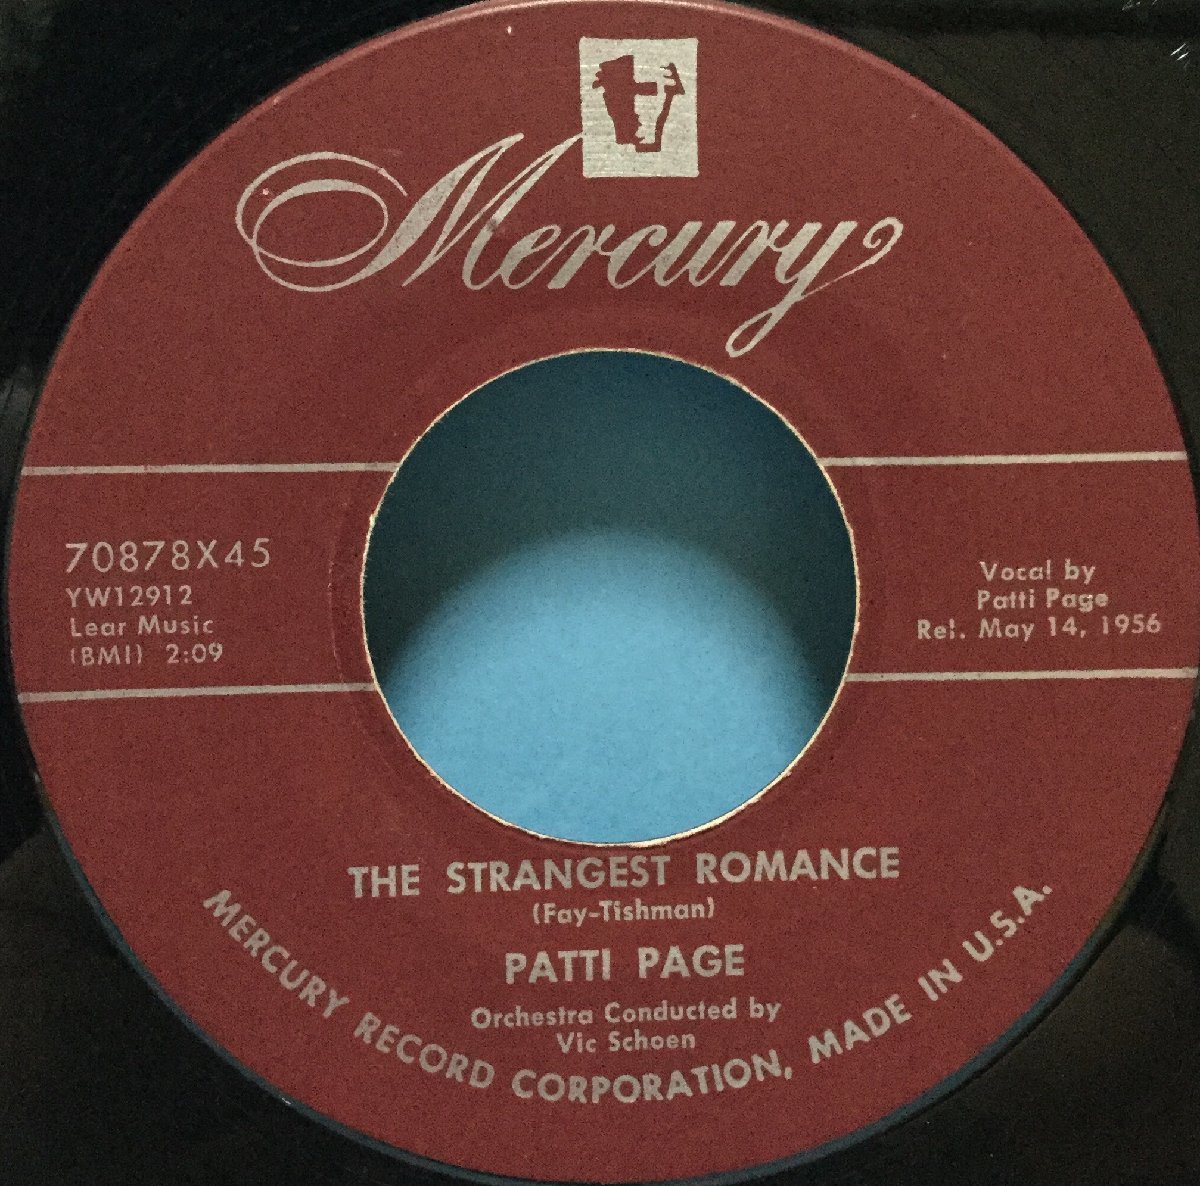 Mercury
70878X45
YW12912
Lear Music
(BMI) 2:09
Vocal by
Patti Page
Rel. May 14, 1956
THE STRANGEST ROMANCE
(Fay-Tishman)
PATTI PAGE
Orchestra Conducted by
Vic Schoen
MERCURY RECORD CORPORATION, MADE IN U.S.A.